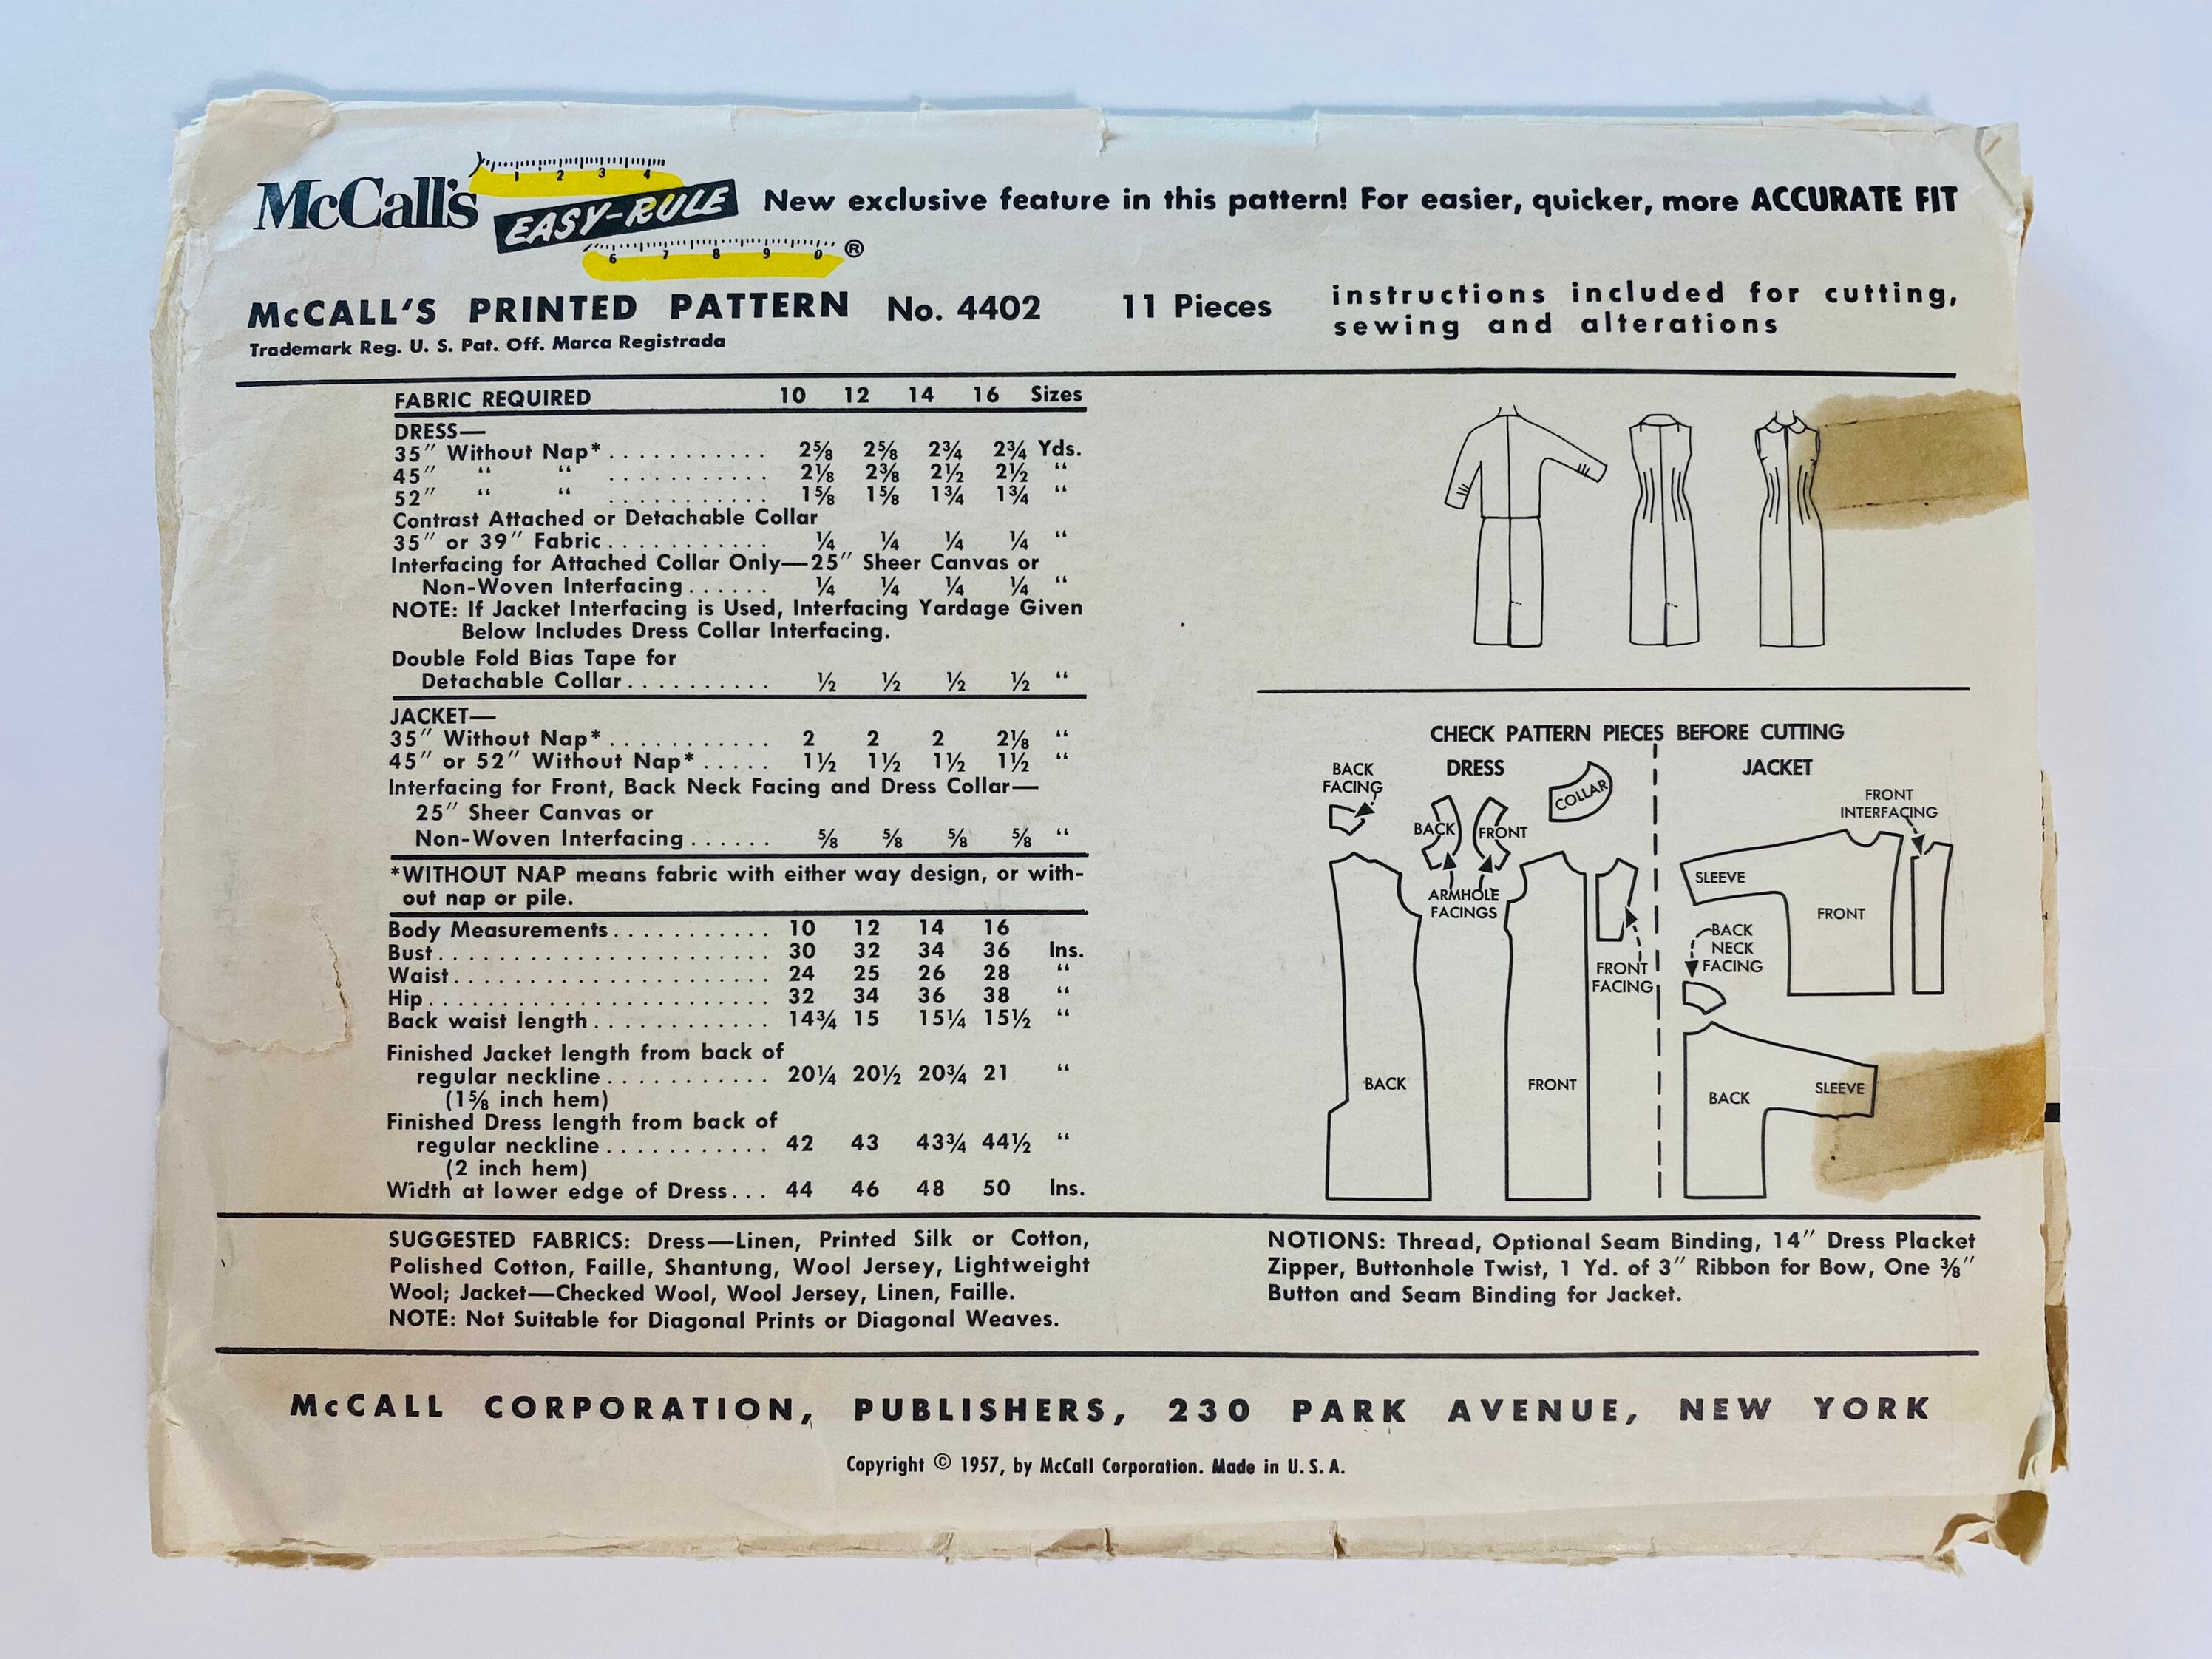 McCall's EASY-RULE ® New exclusive feature in this pattern! For easier, quicker, more ACCURATE FIT
1 2 3 4
6 7 8 9 0
McCALL'S PRINTED PATTERN No. 4402 11 Pieces
Trademark Reg. U. S. Pat. Off. Marca Registrada
instructions included for cutting,
sewing and alterations
FABRIC REQUIRED 10 12 14 16 Sizes
DRESS—
35″ Without Nap*........... 2⅝ 2⅝ 2¾ 2¾ Yds.
45″ “ “ ........... 2⅛ 2⅜ 2½ 2½ “
52″ “ “ ........... 1⅝ 1⅝ 1¾ 1¾ “
Contrast Attached or Detachable Collar
35″ or 39″ Fabric........... ¼ ¼ ¼ ¼ “
Interfacing for Attached Collar Only—25″ Sheer Canvas or
Non-Woven Interfacing...... ¼ ¼ ¼ ¼ “
NOTE: If Jacket Interfacing is Used, Interfacing Yardage Given
Below Includes Dress Collar Interfacing.
Double Fold Bias Tape for
Detachable Collar.......... ½ ½ ½ ½ “
JACKET—
35″ Without Nap*........... 2 2 2 2⅛ “
45″ or 52″ Without Nap*..... 1½ 1½ 1½ 1½ “
Interfacing for Front, Back Neck Facing and Dress Collar—
25″ Sheer Canvas or
Non-Woven Interfacing...... ⅝ ⅝ ⅝ ⅝ “
*WITHOUT NAP means fabric with either way design, or with-
out nap or pile.
Body Measurements........... 10 12 14 16
Bust....................... 30 32 34 36 Ins.
Waist...................... 24 25 26 28 “
Hip........................ 32 34 36 38 “
Back waist length............ 14¾ 15 15¼ 15½ “
Finished Jacket length from back of
regular neckline........... 20¼ 20½ 20¾ 21 “
(1⅝ inch hem)
Finished Dress length from back of
regular neckline........... 42 43 43¾ 44½ “
(2 inch hem)
Width at lower edge of Dress... 44 46 48 50 Ins.
CHECK PATTERN PIECES BEFORE CUTTING
DRESS
BACK
FACING
COLLAR
BACK
FRONT
ARMHOLE
FACINGS
FRONT
FACING
BACK
FRONT
JACKET
FRONT
INTERFACING
SLEEVE
FRONT
BACK
NECK
FACING
BACK
SLEEVE
SUGGESTED FABRICS: Dress—Linen, Printed Silk or Cotton,
Polished Cotton, Faille, Shantung, Wool Jersey, Lightweight
Wool; Jacket—Checked Wool, Wool Jersey, Linen, Faille.
NOTE: Not Suitable for Diagonal Prints or Diagonal Weaves.
NOTIONS: Thread, Optional Seam Binding, 14″ Dress Placket
Zipper, Buttonhole Twist, 1 Yd. of 3″ Ribbon for Bow, One ⅜″
Button and Seam Binding for Jacket.
McCALL CORPORATION, PUBLISHERS, 230 PARK AVENUE, NEW YORK
Copyright © 1957, by McCall Corporation. Made in U. S. A.